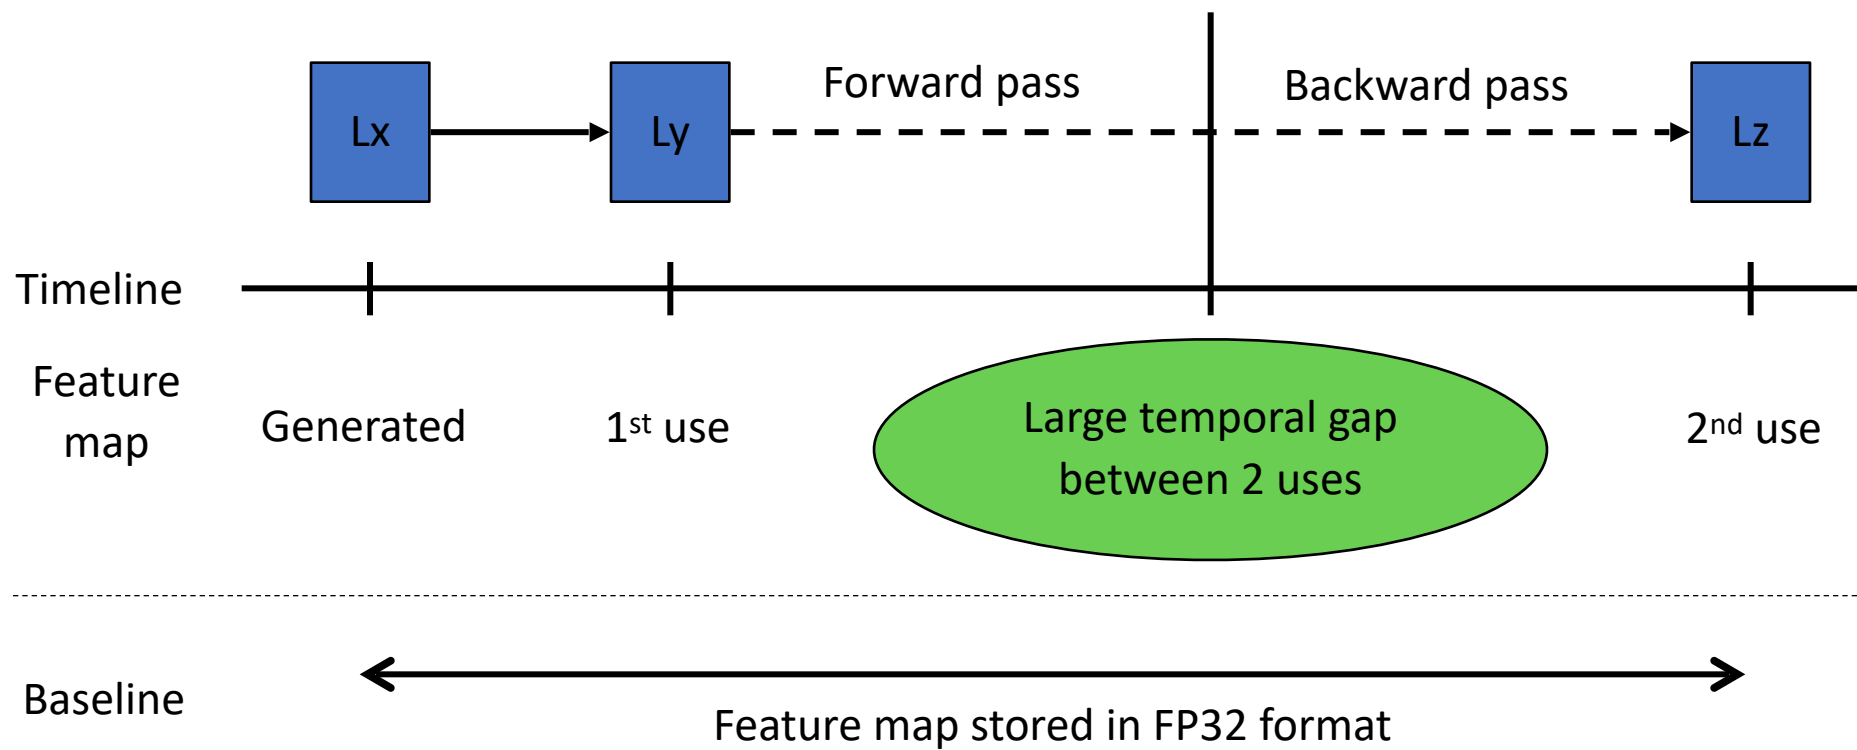 Forward pass
Backward pass
Lx
Ly
Lz
Timeline
Feature
map
Generated
1st use
Large temporal gap
between 2 uses
2nd use
Baseline
Feature map stored in FP32 format